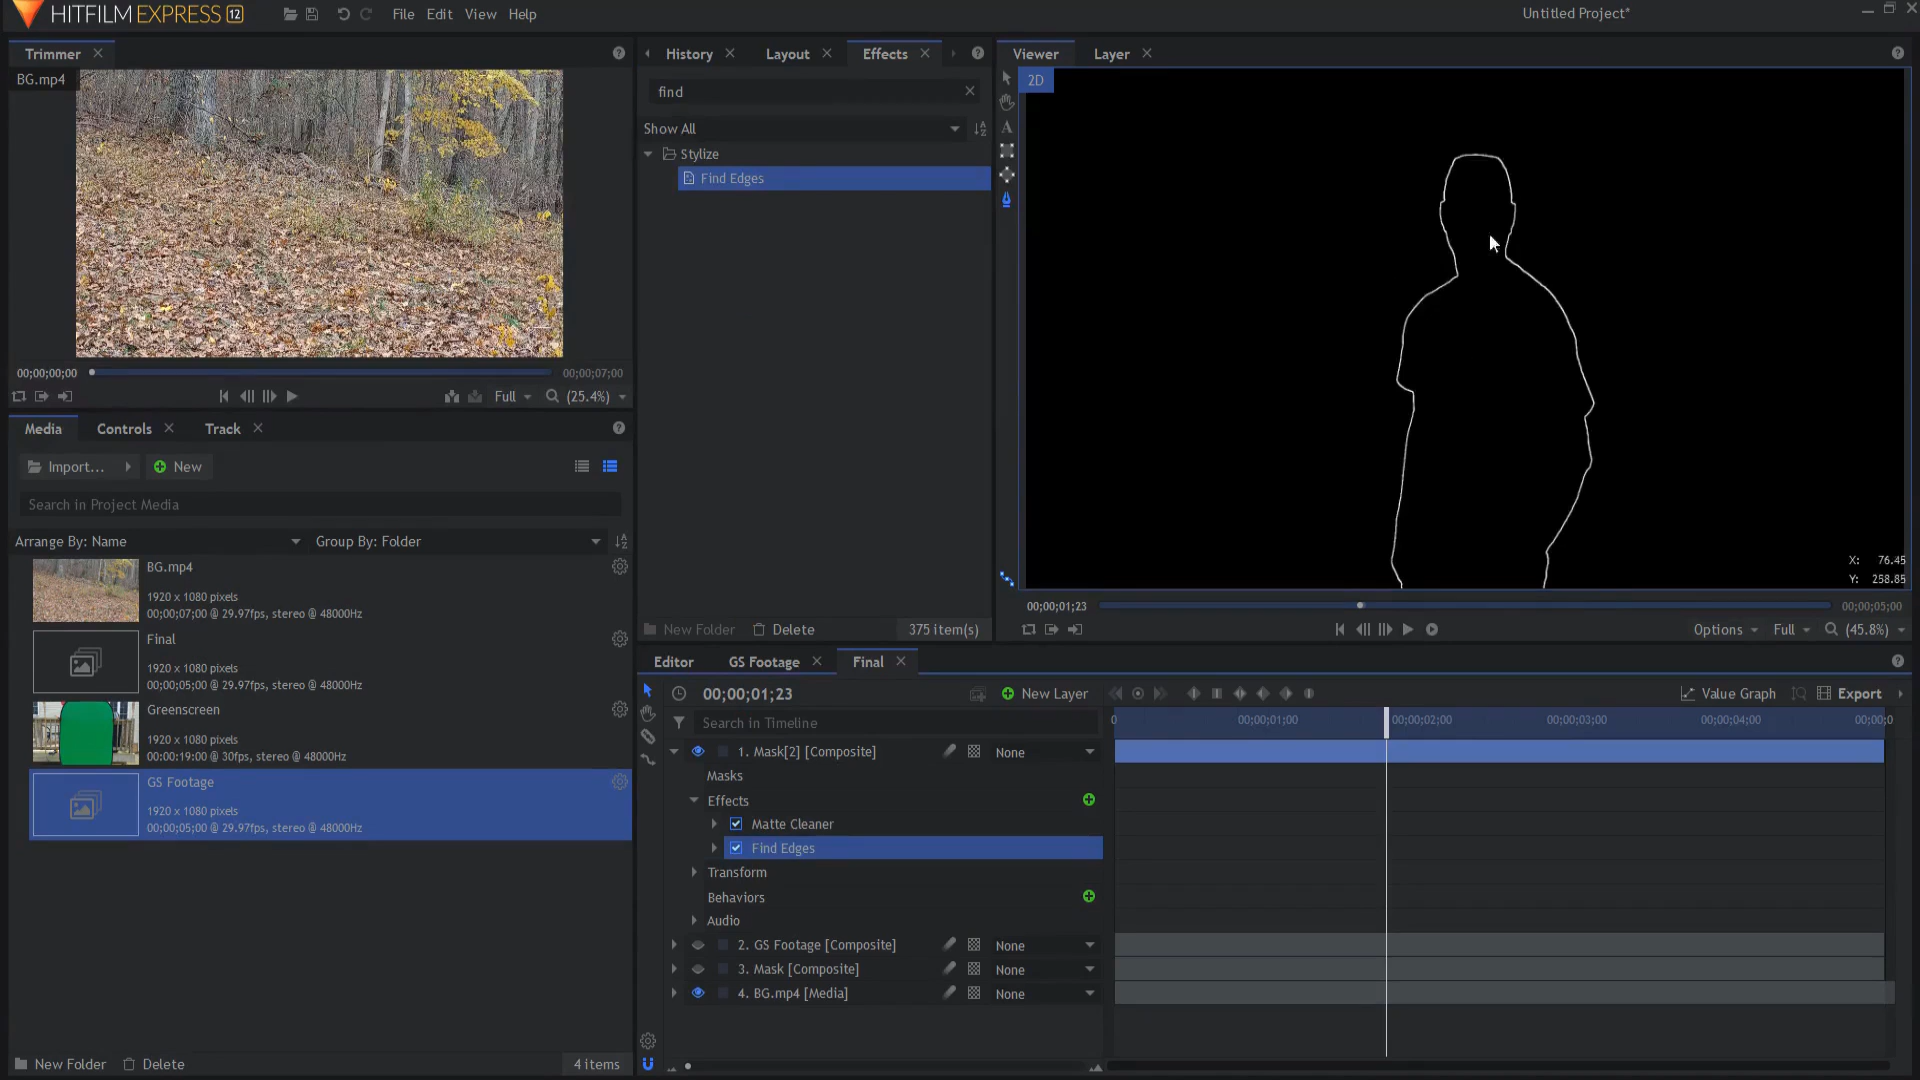 HITFILM EXPRESS 12
File Edit View Help
Untitled Project*
Trimmer
BG.mp4
00;00;00;00
00;00;07;00
Full (25.4%)
History Layout Effects
find
Show All
Stylize
Find Edges
New Folder Delete 375 item(s)
Viewer Layer
2D
X: 76.45
Y: 258.85
00;00;01;23
00;00;05;00
Options Full (45.8%)
Media Controls Track
Import... New
Search in Project Media
Arrange By: Name Group By: Folder
BG.mp4
1920 x 1080 pixels
00;00;07;00 @ 29.97fps, stereo @ 48000Hz
Final
1920 x 1080 pixels
00;00;05;00 @ 29.97fps, stereo @ 48000Hz
Greenscreen
1920 x 1080 pixels
00:00:19:00 @ 30fps, stereo @ 48000Hz
GS Footage
1920 x 1080 pixels
00;00;05;00 @ 29.97fps, stereo @ 48000Hz
New Folder Delete 4 items
Editor GS Footage Final
00;00;01;23 New Layer Value Graph Export
Search in Timeline
0 00;00;01;00 00;00;02;00 00;00;03;00 00;00;04;00 00;00;0
1. Mask[2] [Composite] None
Masks
Effects
Matte Cleaner
Find Edges
Transform
Behaviors
Audio
2. GS Footage [Composite] None
3. Mask [Composite] None
4. BG.mp4 [Media] None